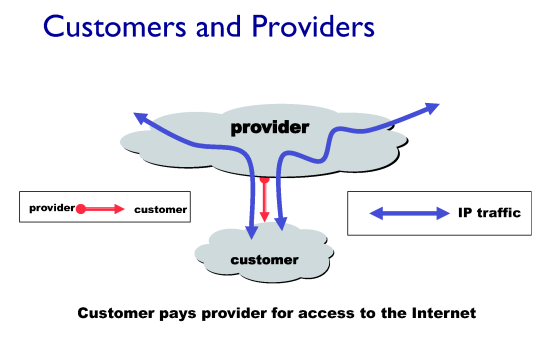 Customers and Providers
provider
provider customer
IP traffic
customer
Customer pays provider for access to the Internet